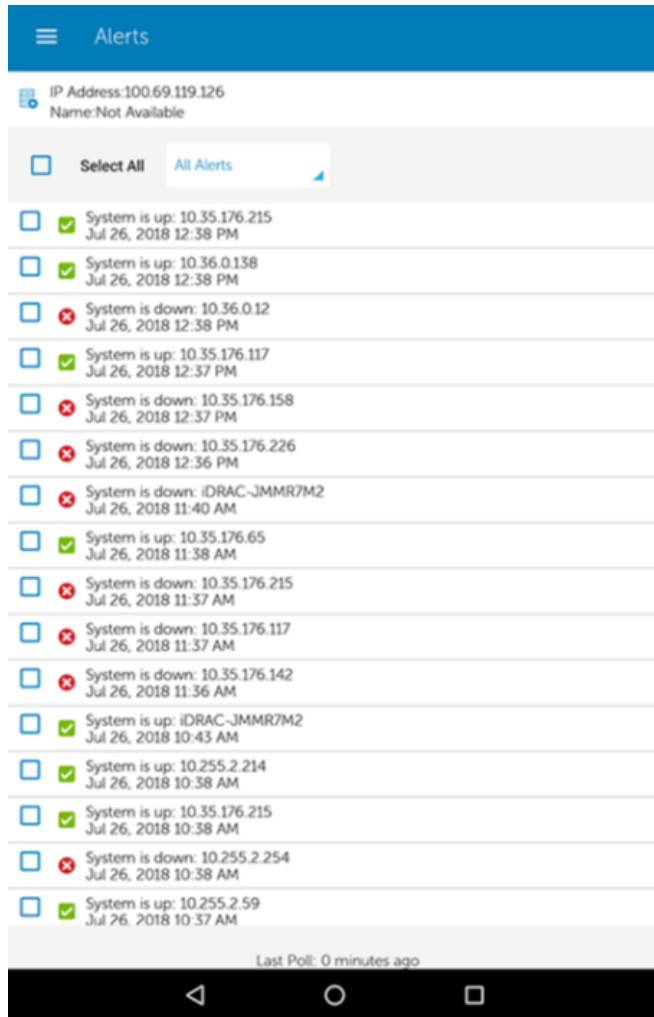 Alerts
IP Address:100.69.119.126
Name:Not Available
Select All
All Alerts
System is up: 10.35.176.215
Jul 26, 2018 12:38 PM
System is up: 10.36.0.138
Jul 26, 2018 12:38 PM
System is down: 10.36.0.12
Jul 26, 2018 12:38 PM
System is up: 10.35.176.117
Jul 26, 2018 12:37 PM
System is down: 10.35.176.158
Jul 26, 2018 12:37 PM
System is down: 10.35.176.226
Jul 26, 2018 12:36 PM
System is down: iDRAC-JMMR7M2
Jul 26, 2018 11:40 AM
System is up: 10.35.176.65
Jul 26, 2018 11:38 AM
System is down: 10.35.176.215
Jul 26, 2018 11:37 AM
System is down: 10.35.176.117
Jul 26, 2018 11:37 AM
System is down: 10.35.176.142
Jul 26, 2018 11:36 AM
System is up: iDRAC-JMMR7M2
Jul 26, 2018 10:43 AM
System is up: 10.255.2.214
Jul 26, 2018 10:38 AM
System is up: 10.35.176.215
Jul 26, 2018 10:38 AM
System is down: 10.255.2.254
Jul 26, 2018 10:38 AM
System is up: 10.255.2.59
Jul 26, 2018 10:37 AM
Last Poll: 0 minutes ago